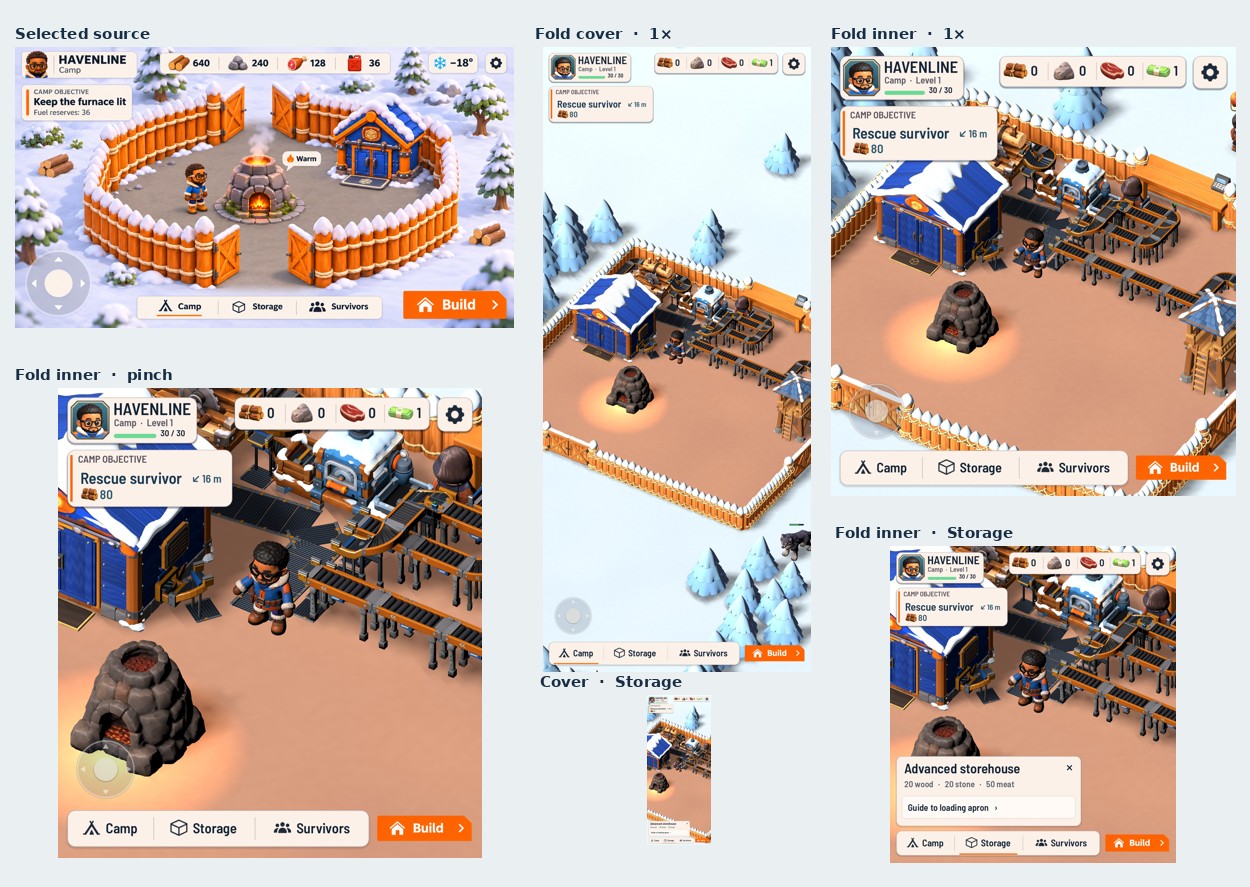 Selected source
HAVENLINE
Camp
640
240
128
36
−18°
CAMP OBJECTIVE
Keep the furnace lit
Fuel reserves: 36
Warm
Camp
Storage
Survivors
Build
Fold cover · 1×
HAVENLINE
Camp · Level 1
30 / 30
0
0
0
1
CAMP OBJECTIVE
Rescue survivor
↙ 16 m
80
Camp
Storage
Survivors
Build
Fold inner · 1×
HAVENLINE
Camp · Level 1
30 / 30
0
0
0
1
CAMP OBJECTIVE
Rescue survivor
↙ 16 m
80
Camp
Storage
Survivors
Build
Fold inner · pinch
HAVENLINE
Camp · Level 1
30 / 30
0
0
0
1
CAMP OBJECTIVE
Rescue survivor
↙ 16 m
80
Camp
Storage
Survivors
Build
Cover · Storage
Fold inner · Storage
HAVENLINE
Camp · Level 1
30 / 30
0
0
0
1
CAMP OBJECTIVE
Rescue survivor
↙ 16 m
80
Advanced storehouse
×
20 wood · 20 stone · 50 meat
Guide to loading apron ›
Camp
Storage
Survivors
Build